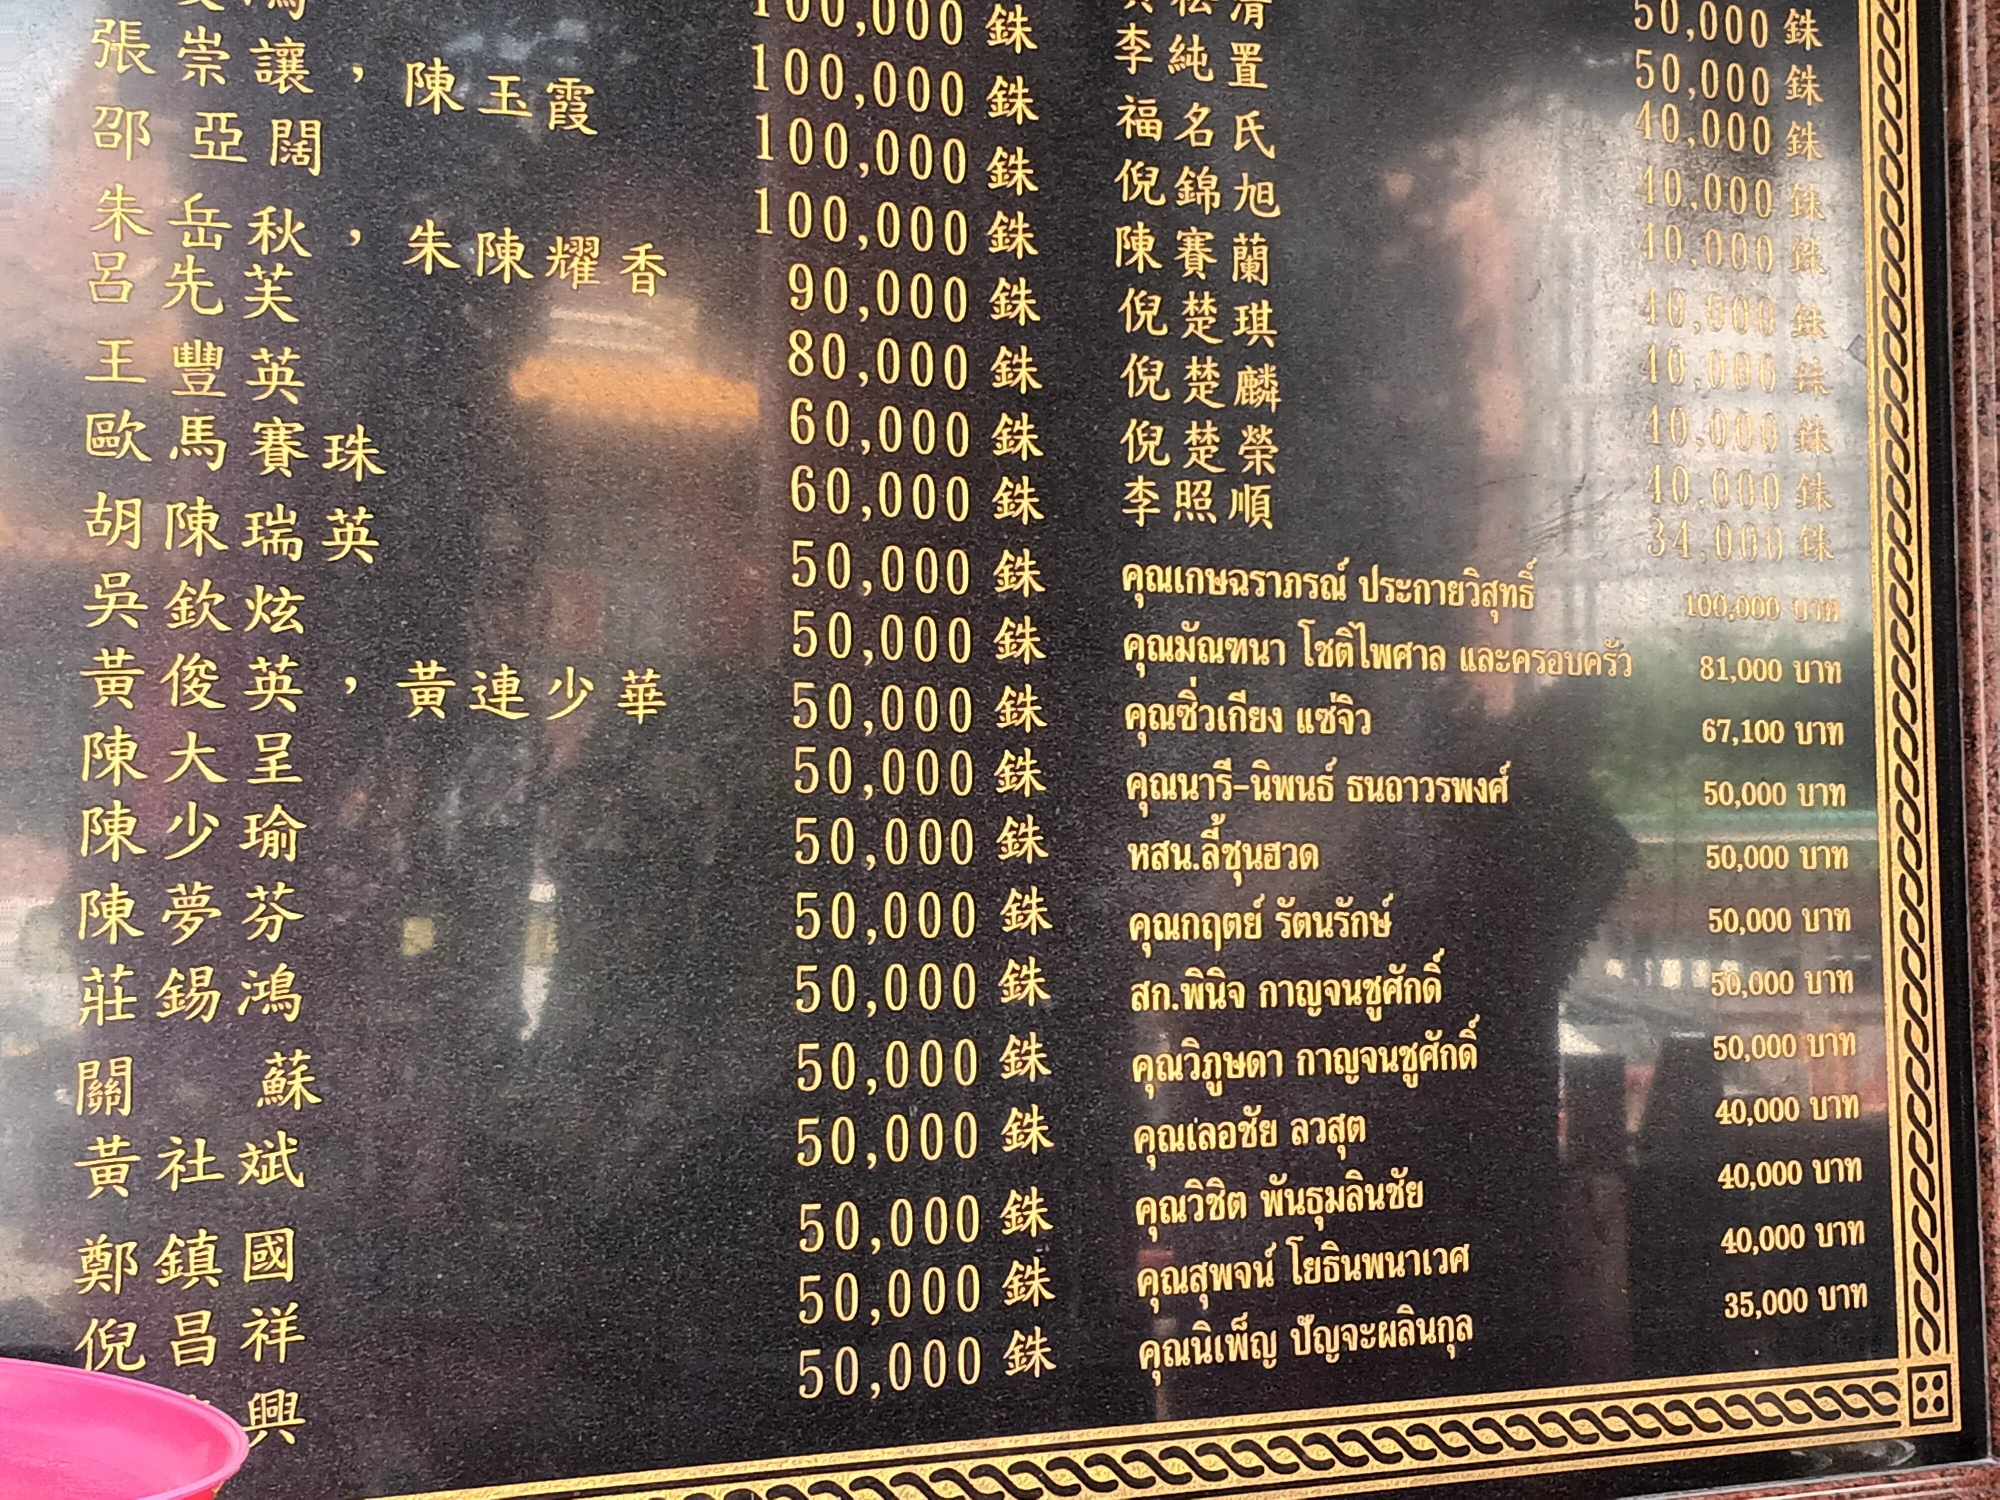 100,000 銖
100,000 銖
張崇讓，陳玉霞 100,000 銖
邵亞闊 100,000 銖
朱岳秋，朱陳耀香 90,000 銖
呂先芙 80,000 銖
王豐英 60,000 銖
歐馬賽珠 60,000 銖
胡陳瑞英 50,000 銖
吳欽炫 50,000 銖
黃俊英，黃連少華 50,000 銖
陳大呈 50,000 銖
陳少瑜 50,000 銖
陳夢芬 50,000 銖
莊錫鴻 50,000 銖
關 蘇 50,000 銖
黃社斌 50,000 銖
鄭鎮國 50,000 銖
倪昌祥 50,000 銖
興 50,000 銖
50,000 銖
松清 50,000 銖
李純置 40,000 銖
福名氏 40,000 銖
倪錦旭 40,000 銖
陳賽蘭 40,000 銖
倪楚琪 40,000 銖
倪楚麟 40,000 銖
倪楚榮 40,000 銖
李照順 34,000 銖
คุณเกษฉราภรณ์ ประกายวิสุทธิ์ 100,000 บาท
คุณมัณฑนา โชติไพศาล และครอบครัว 81,000 บาท
คุณซิ่วเกียง แซ่จิว 67,100 บาท
คุณนารี-นิพนธ์ ธนถาวรพงศ์ 50,000 บาท
หสน.ลี้ชุนฮวด 50,000 บาท
คุณกฤตย์ รัตนรักษ์ 50,000 บาท
สก.พินิจ กาญจนชูศักดิ์ 50,000 บาท
คุณวิภูษดา กาญจนชูศักดิ์ 50,000 บาท
คุณเลอชัย ลวสุต 40,000 บาท
คุณวิชิต พันธุมลินชัย 40,000 บาท
คุณสุพจน์ โยธินพนาเวศ 40,000 บาท
คุณนิเพ็ญ ปัญจะผลินกุล 35,000 บาท